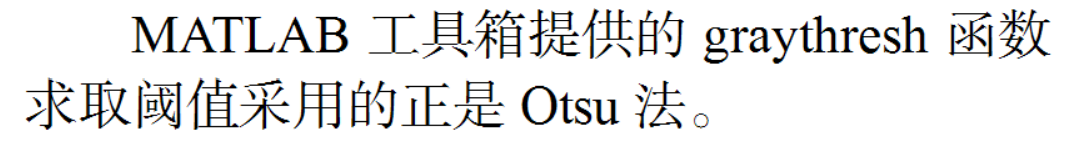 MATLAB 工具箱提供的 graythresh 函数
求取阈值采用的正是 Otsu 法。